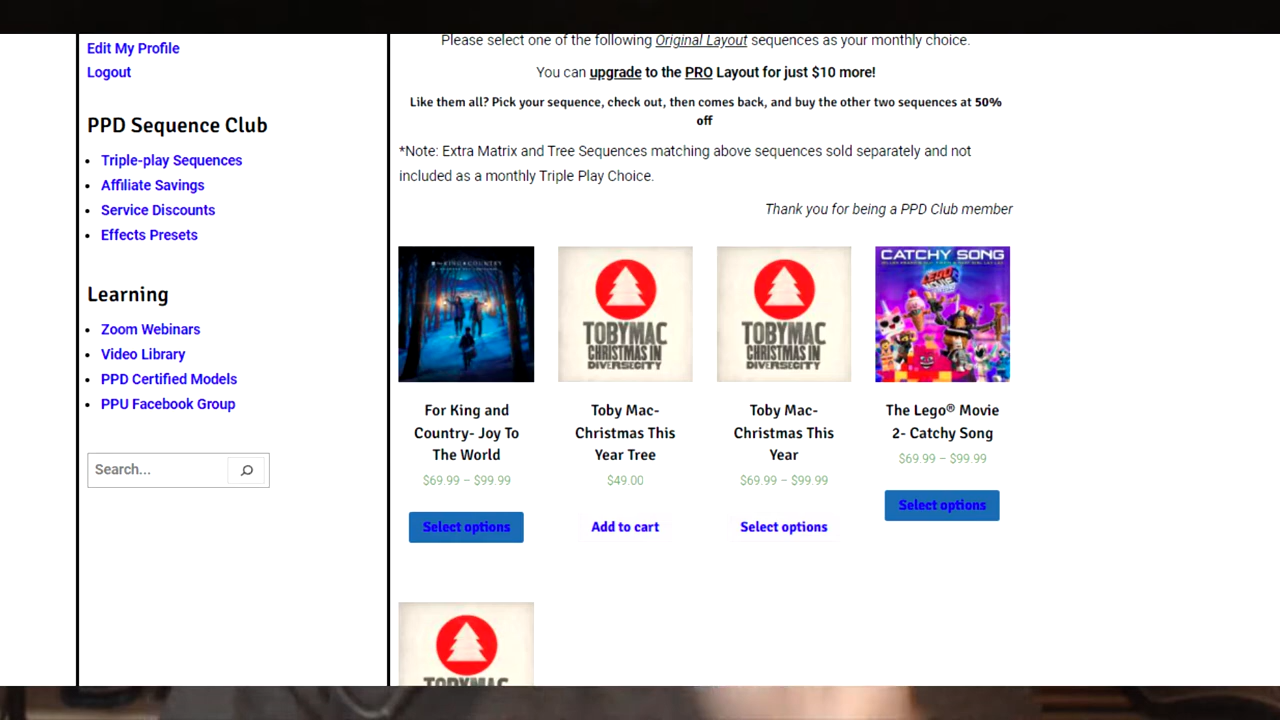 Edit My Profile
Logout
PPD Sequence Club
Triple-play Sequences
Affiliate Savings
Service Discounts
Effects Presets
Learning
Zoom Webinars
Video Library
PPD Certified Models
PPU Facebook Group
Search...
Please select one of the following Original Layout sequences as your monthly choice.
You can upgrade to the PRO Layout for just $10 more!
Like them all? Pick your sequence, check out, then comes back, and buy the other two sequences at 50%
off
*Note: Extra Matrix and Tree Sequences matching above sequences sold separately and not
included as a monthly Triple Play Choice.
Thank you for being a PPD Club member
KING + COUNTRY
TOBYMAC
CHRISTMAS IN
DIVERSECITY
TOBYMAC
CHRISTMAS IN
DIVERSECITY
CATCHY SONG
For King and
Country- Joy To
The World
$69.99 – $99.99
Select options
Toby Mac-
Christmas This
Year Tree
$49.00
Add to cart
Toby Mac-
Christmas This
Year
$69.99 – $99.99
Select options
The Lego® Movie
2- Catchy Song
$69.99 – $99.99
Select options
TOBYMAC